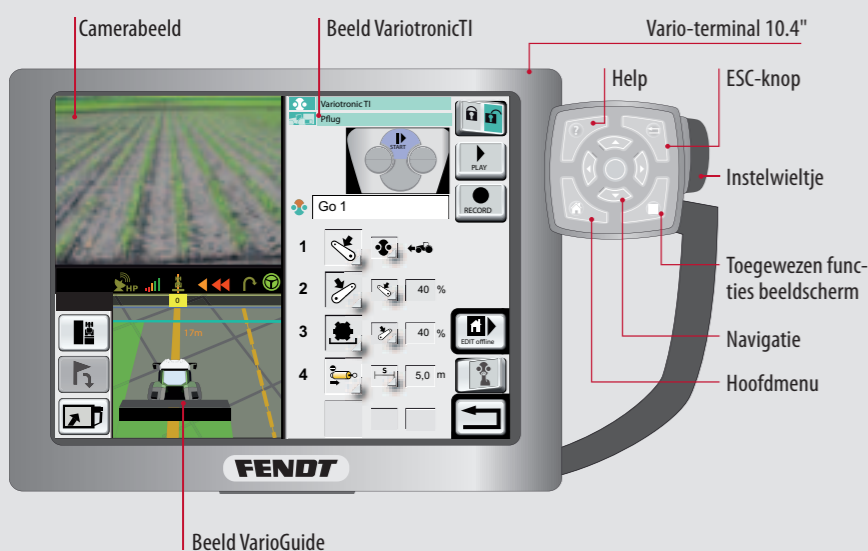 Camerabeeld
Beeld VariotronicTI
Vario-terminal 10.4"
Help
ESC-knop
Variotronic TI
Pflug
START
PLAY
Go 1
RECORD
Instelwieltje
1
2
40 %
3
40 %
EDIT offline
4
S
5,0 m
HP
0
17m
Toegewezen func-
ties beeldscherm
Navigatie
Hoofdmenu
FENDT
Beeld VarioGuide